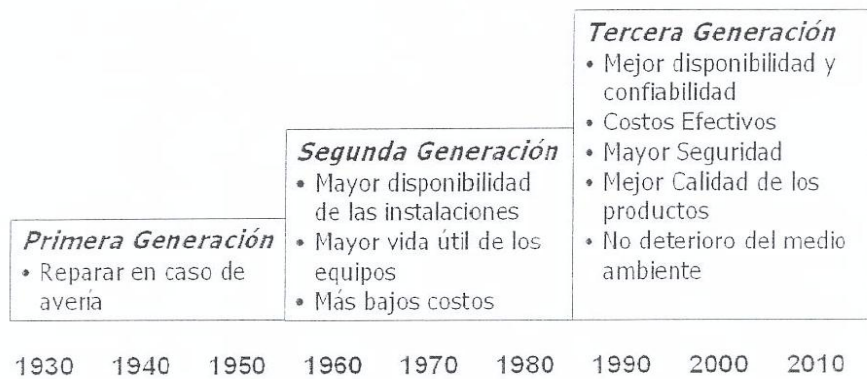 Primera Generación
• Reparar en caso de
avería
Segunda Generación
• Mayor disponibilidad
de las instalaciones
• Mayor vida útil de los
equipos
• Más bajos costos
Tercera Generación
• Mejor disponibilidad y
confiabilidad
• Costos Efectivos
• Mayor Seguridad
• Mejor Calidad de los
productos
• No deterioro del medio
ambiente
1930 1940 1950 1960 1970 1980 1990 2000 2010